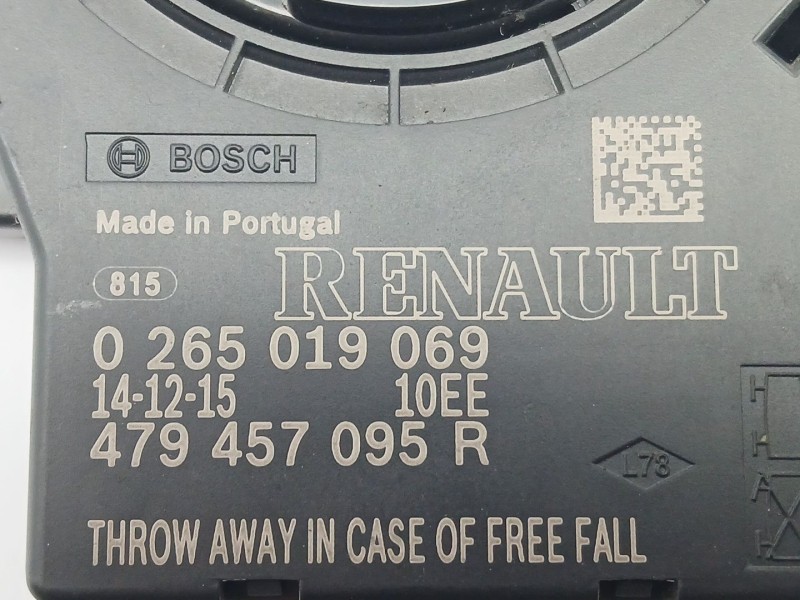 BOSCH
Made in Portugal
815
RENAULT
0 265 019 069
14-12-15 10EE
479 457 095 R
L73
H
A
H
THROW AWAY iN CASE OF FREE FALL